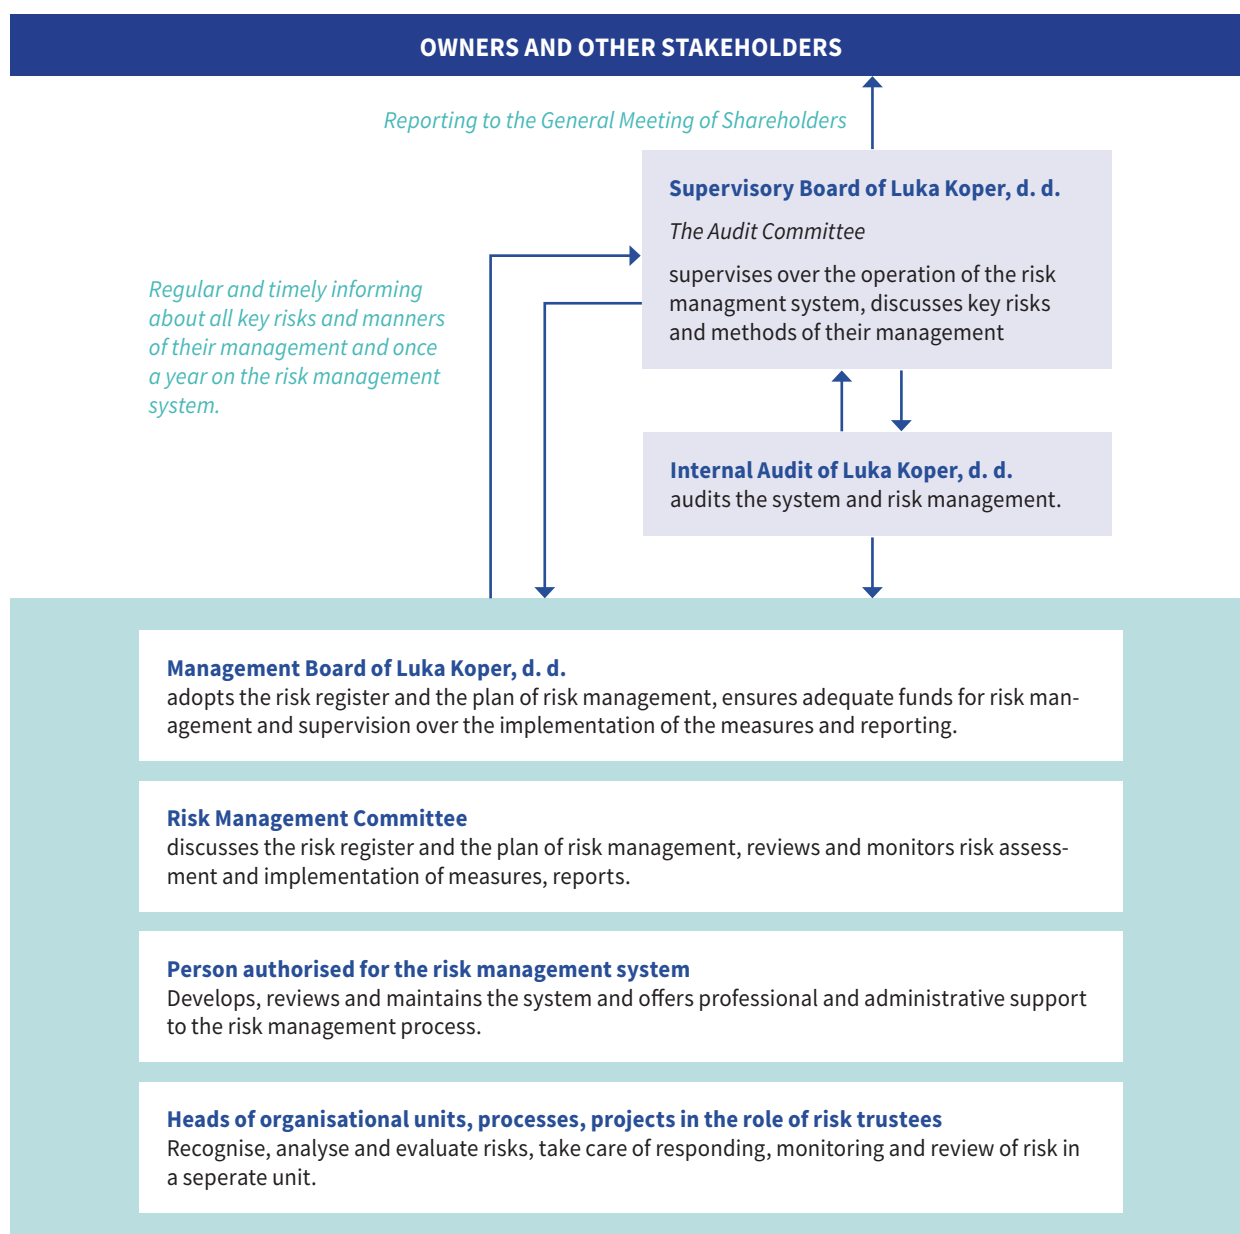 OWNERS AND OTHER STAKEHOLDERS
Reporting to the General Meeting of Shareholders
Supervisory Board of Luka Koper, d. d.
The Audit Committee
supervises over the operation of the risk
managment system, discusses key risks
and methods of their management
Regular and timely informing
about all key risks and manners
of their management and once
a year on the risk management
system.
Internal Audit of Luka Koper, d. d.
audits the system and risk management.
Management Board of Luka Koper, d. d.
adopts the risk register and the plan of risk management, ensures adequate funds for risk man-
agement and supervision over the implementation of the measures and reporting.
Risk Management Committee
discusses the risk register and the plan of risk management, reviews and monitors risk assess-
ment and implementation of measures, reports.
Person authorised for the risk management system
Develops, reviews and maintains the system and offers professional and administrative support
to the risk management process.
Heads of organisational units, processes, projects in the role of risk trustees
Recognise, analyse and evaluate risks, take care of responding, monitoring and review of risk in
a seperate unit.